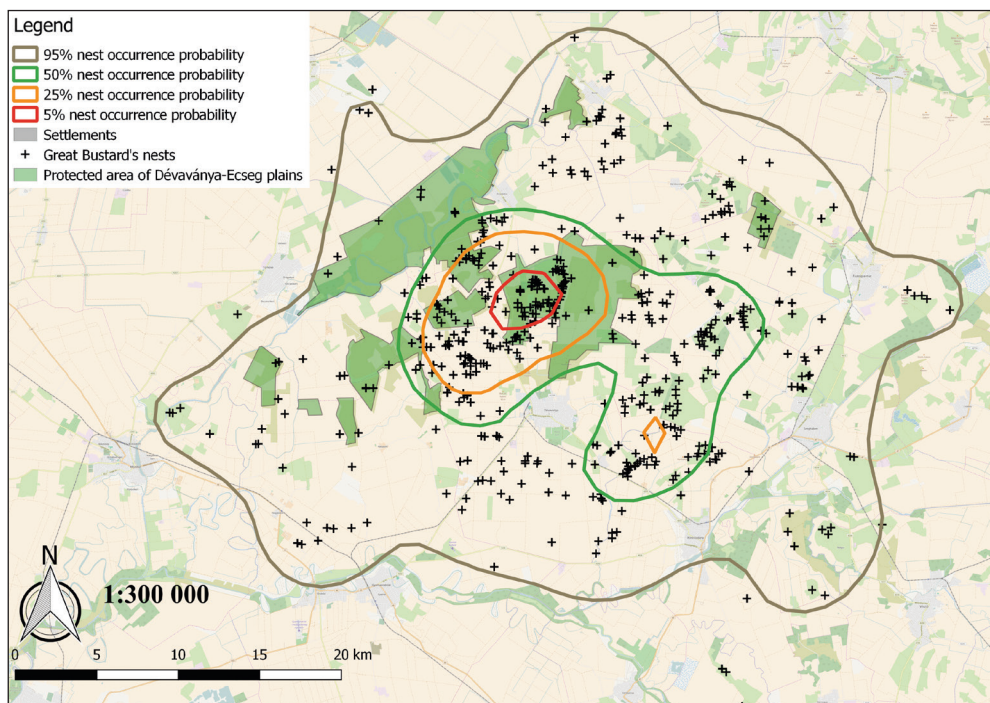 Legend
95% nest occurrence probability
50% nest occurrence probability
25% nest occurrence probability
5% nest occurrence probability
Settlements
Great Bustard's nests
Protected area of Dévaványa-Ecseg plains
N
1:300 000
0 5 10 15 20 km